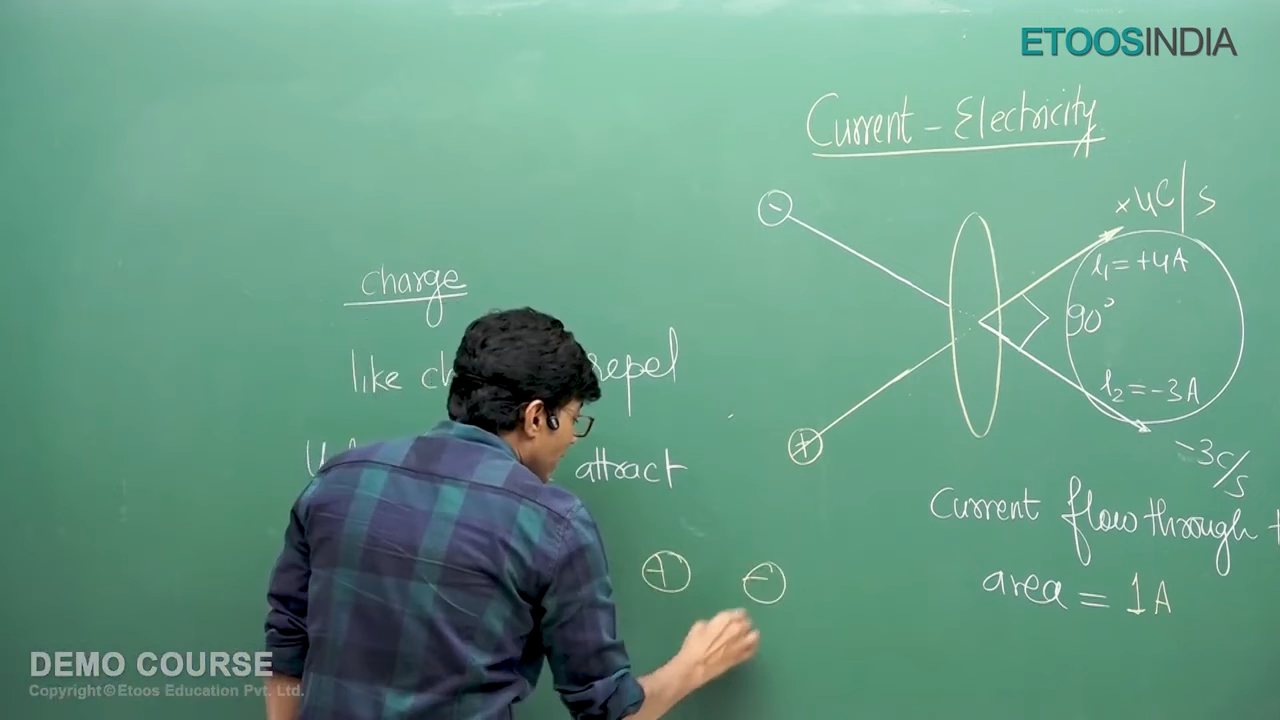 ETOOSINDIA
Current - Electricity
-
+4C/S
i₁=+4A
90°
i₂=-3A
+
-3C/S
charge
like repel
attract
+ -
Current flow through
area = 1A
DEMO COURSE
Copyright©Etoos Education Pvt. Ltd.